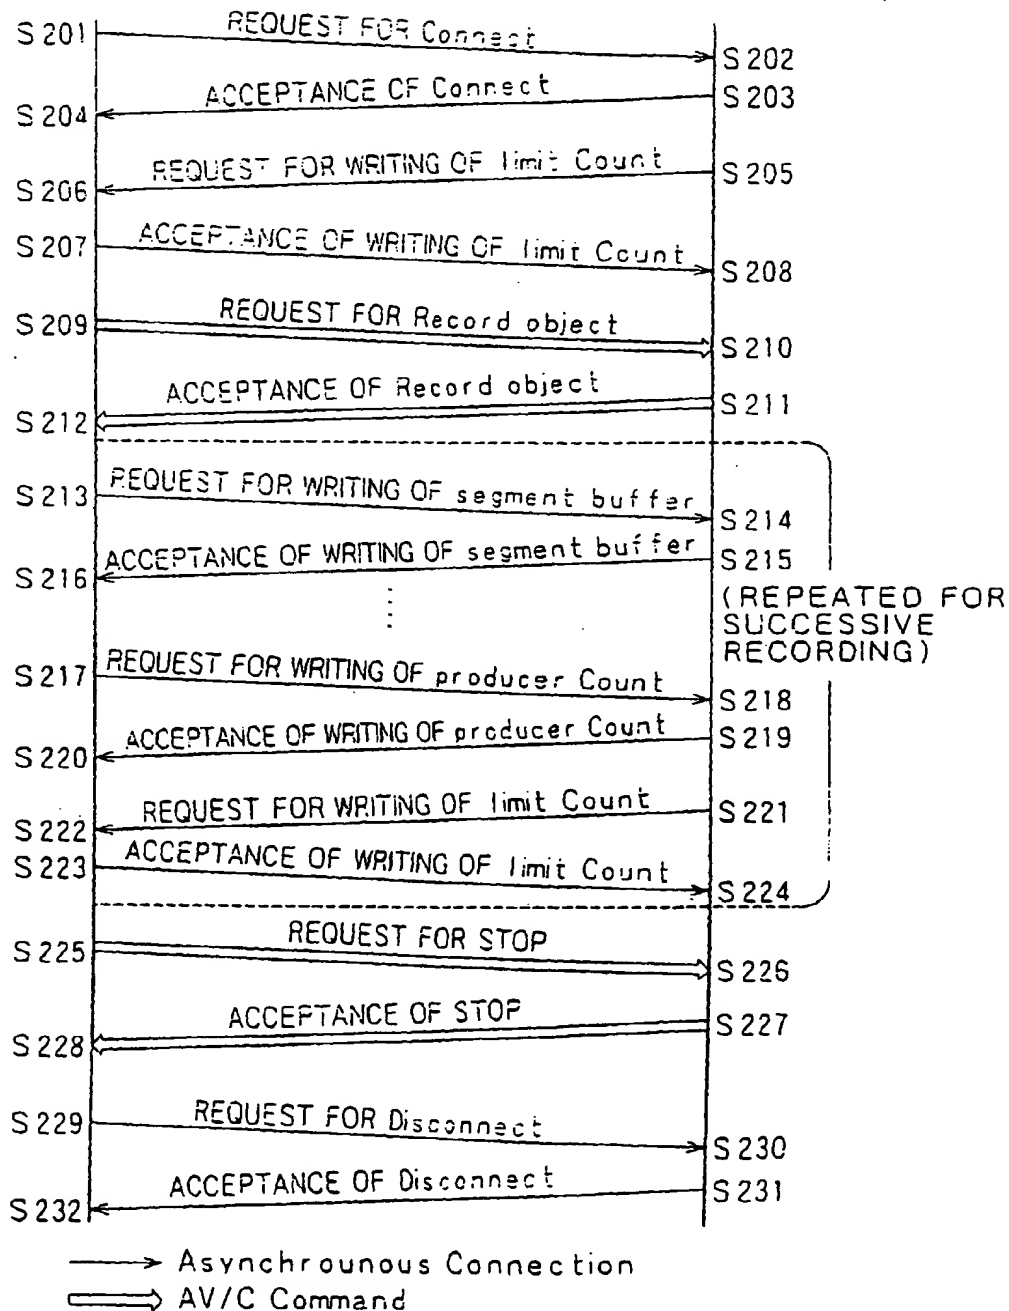 S201 REQUEST FOR Connect S202
S204 ACCEPTANCE OF Connect S203
S206 REQUEST FOR WRITING OF limit Count S205
S207 ACCEPTANCE OF WRITING OF limit Count S208
S209 REQUEST FOR Record object S210
S212 ACCEPTANCE OF Record object S211
S213 REQUEST FOR WRITING OF segment buffer S214
S216 ACCEPTANCE OF WRITING OF segment buffer S215
(REPEATED FOR
SUCCESSIVE
RECORDING)
S217 REQUEST FOR WRITING OF producer Count S218
S220 ACCEPTANCE OF WRITING OF producer Count S219
S222 REQUEST FOR WRITING OF limit Count S221
S223 ACCEPTANCE OF WRITING OF limit Count S224
S225 REQUEST FOR STOP S226
S228 ACCEPTANCE OF STOP S227
S229 REQUEST FOR Disconnect S230
S232 ACCEPTANCE OF Disconnect S231
Asynchrounous Connection
AV/C Command